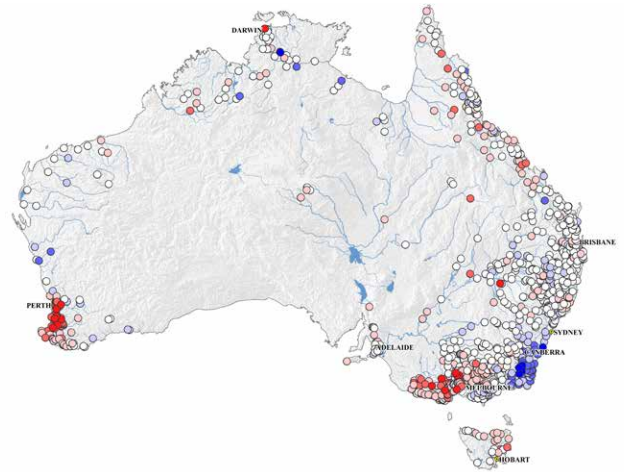 DARWIN
BRISBANE
PERTH
SYDNEY
ADELAIDE
CANBERRA
MELBOURNE
HOBART